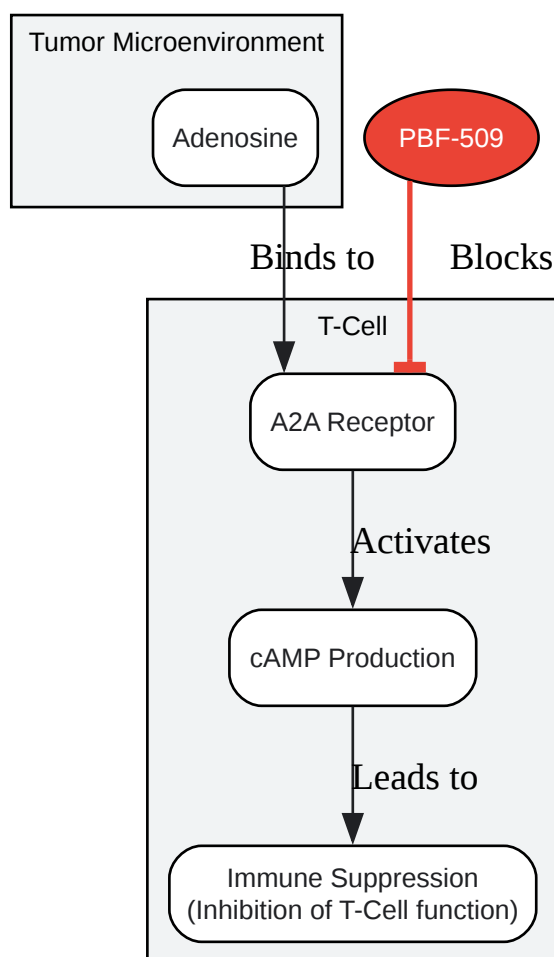 Tumor Microenvironment
Adenosine
PBF-509
Binds to
Blocks
T-Cell
A2A Receptor
Activates
cAMP Production
Leads to
Immune Suppression
(Inhibition of T-Cell function)